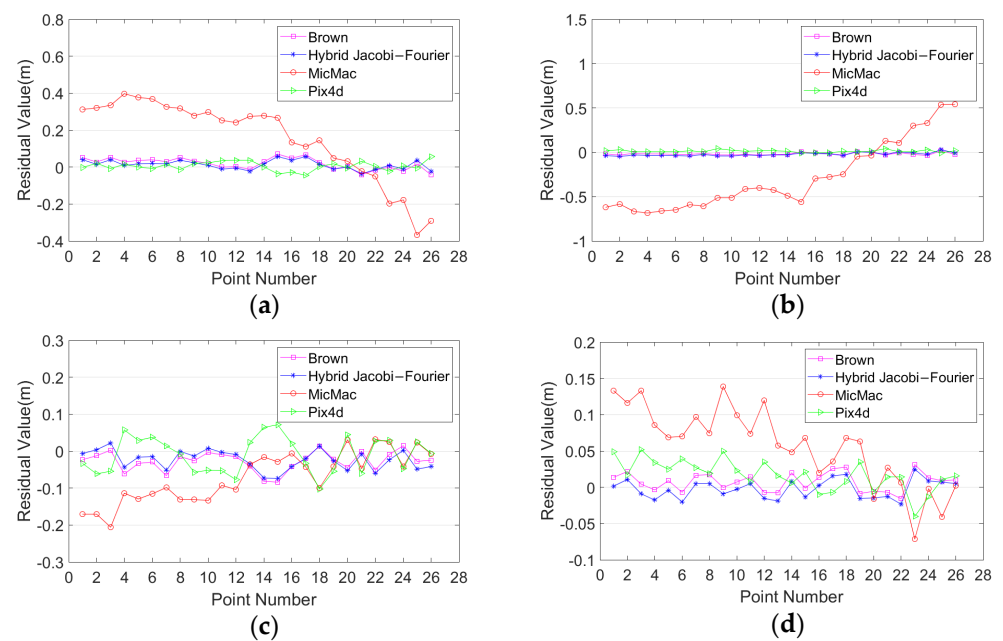 0.8
0.6
0.4
0.2
0
-0.2
-0.4
Residual Value(m)
Brown
Hybrid Jacobi−Fourier
MicMac
Pix4d
0 2 4 6 8 10 12 14 16 18 20 22 24 26 28
Point Number
(a)
1.5
1
0.5
0
-0.5
-1
Residual Value(m)
Brown
Hybrid Jacobi−Fourier
MicMac
Pix4d
0 2 4 6 8 10 12 14 16 18 20 22 24 26 28
Point Number
(b)
0.3
0.2
0.1
0
-0.1
-0.2
-0.3
Residual Value(m)
Brown
Hybrid Jacobi−Fourier
MicMac
Pix4d
0 2 4 6 8 10 12 14 16 18 20 22 24 26 28
Point Number
(c)
0.2
0.15
0.1
0.05
0
-0.05
-0.1
Residual Value(m)
Brown
Hybrid Jacobi−Fourier
MicMac
Pix4d
0 2 4 6 8 10 12 14 16 18 20 22 24 26 28
Point Number
(d)